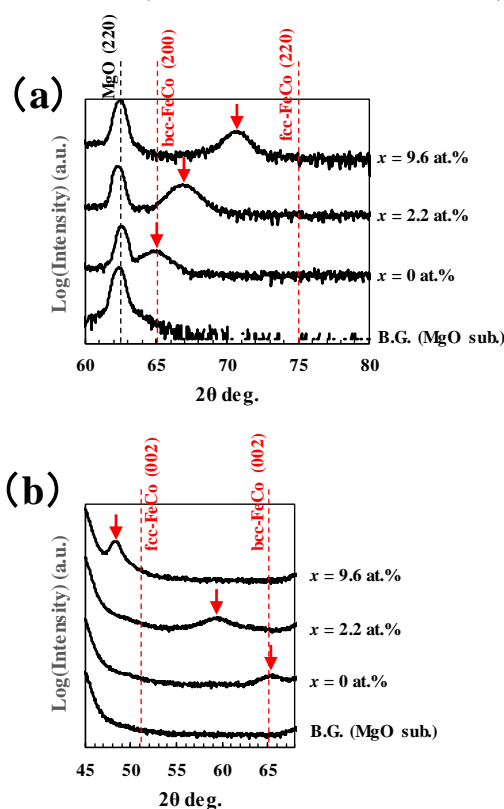 (a)
MgO (220)
bcc-FeCo (200)
fcc-FeCo (220)
Log(Intensity) (a.u.)
x = 9.6 at.%
x = 2.2 at.%
x = 0 at.%
B.G. (MgO sub.)
60 65 70 75 80
2θ deg.
(b)
fcc-FeCo (002)
bcc-FeCo (002)
Log(Intensity) (a.u.)
x = 9.6 at.%
x = 2.2 at.%
x = 0 at.%
B.G. (MgO sub.)
45 50 55 60 65
2θ deg.